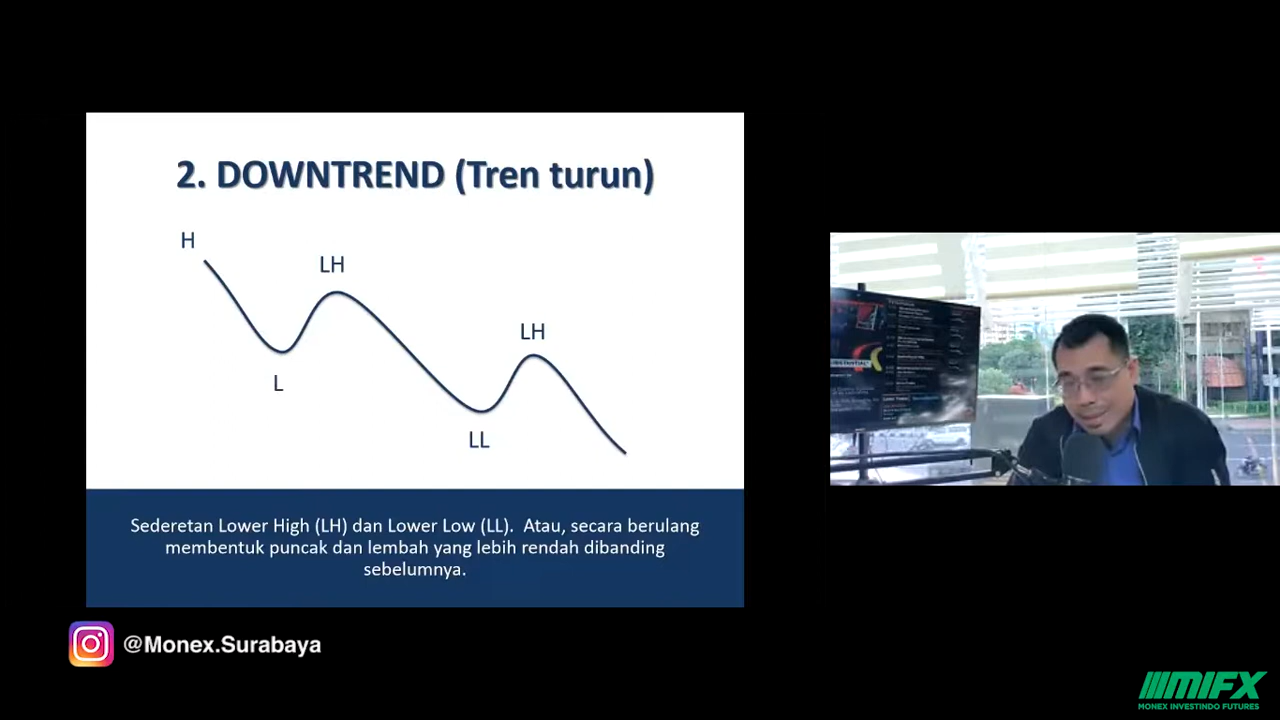 2. DOWNTREND (Tren turun)
H
LH
LH
L
LL
Sederetan Lower High (LH) dan Lower Low (LL).  Atau, secara berulang
membentuk puncak dan lembah yang lebih rendah dibanding
sebelumnya.
@Monex.Surabaya
MIFX
MONEX INVESTINDO FUTURES